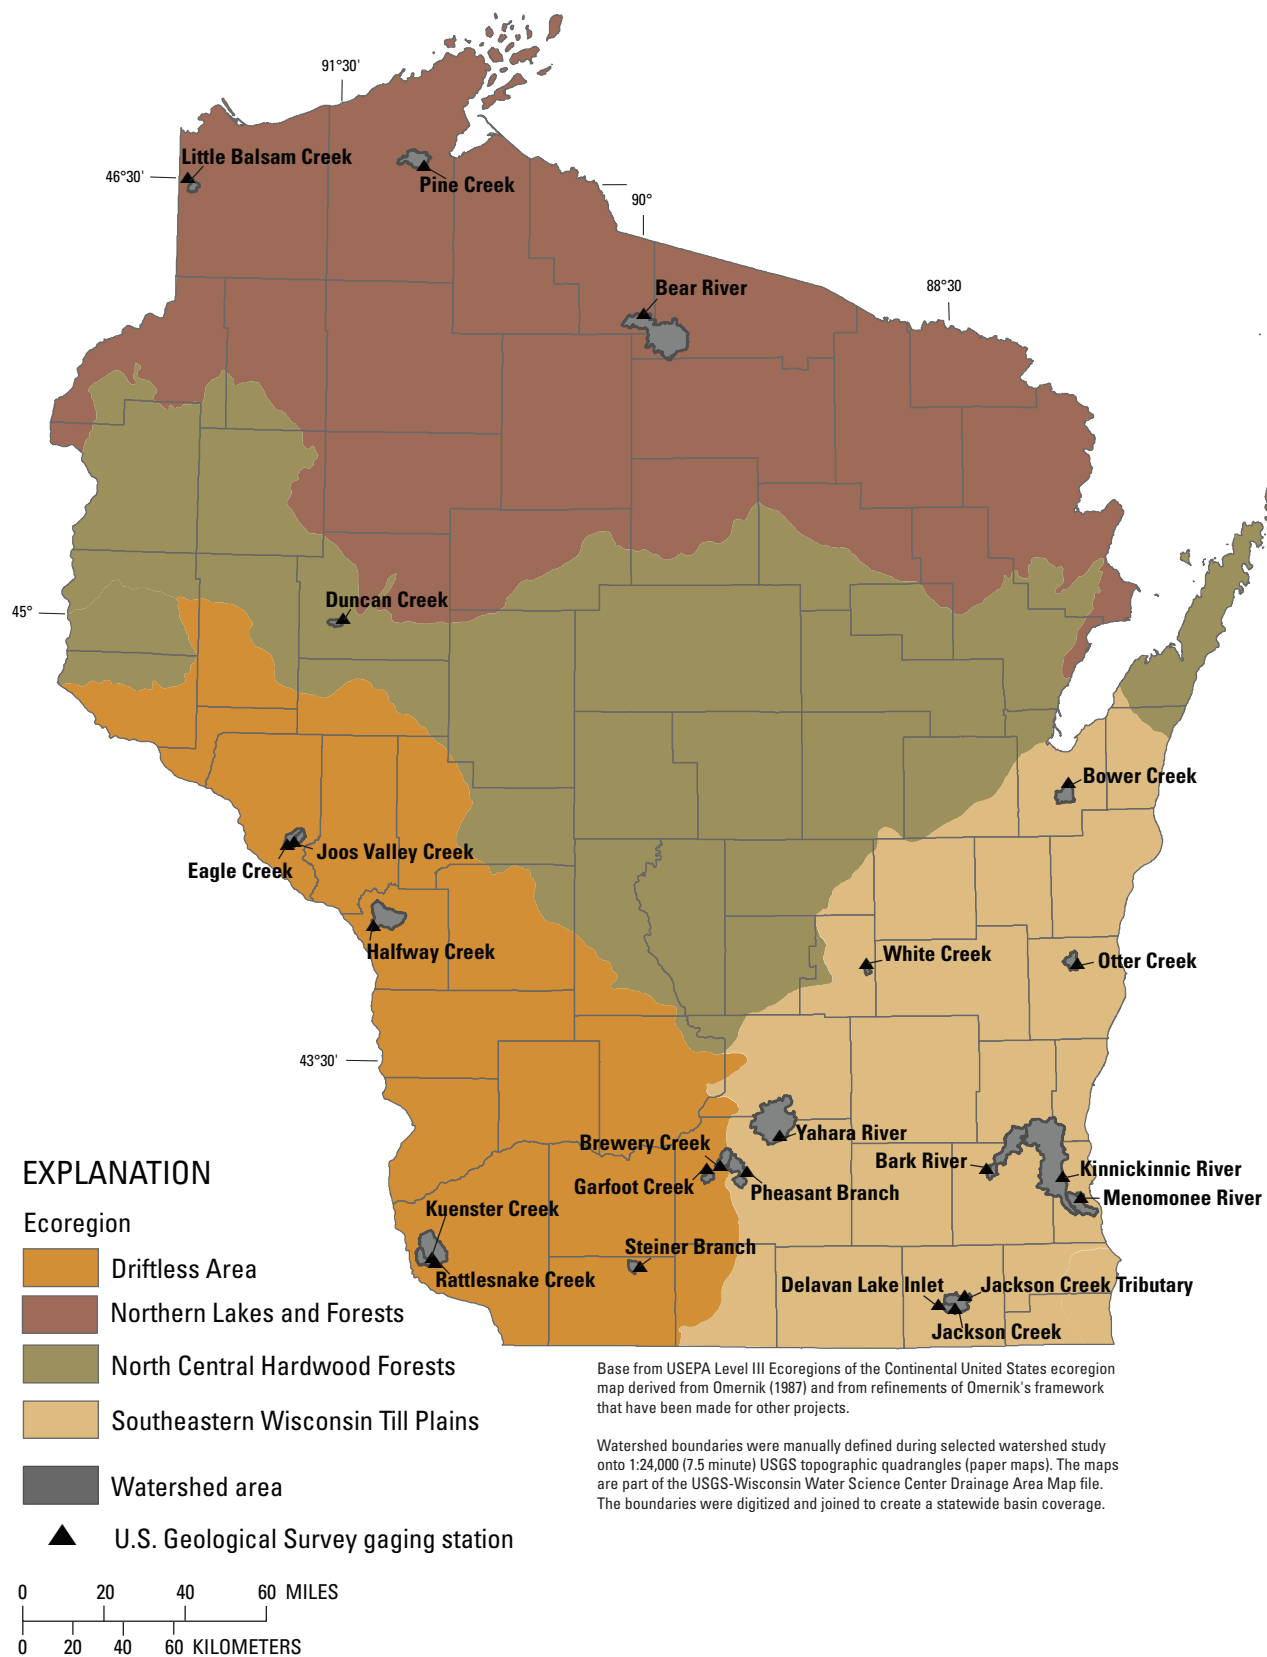 91°30'
Little Balsam Creek
46°30'
Pine Creek
90°
Bear River
88°30
Duncan Creek
45°
Bower Creek
Joos Valley Creek
Eagle Creek
Halfway Creek
White Creek
Otter Creek
43°30'
Yahara River
Brewery Creek
Bark River
Kinnickinnic River
Garfoot Creek
Pheasant Branch
Menomonee River
Kuenster Creek
Steiner Branch
Rattlesnake Creek
Delavan Lake Inlet
Jackson Creek Tributary
Jackson Creek
EXPLANATION
Ecoregion
Driftless Area
Northern Lakes and Forests
North Central Hardwood Forests
Southeastern Wisconsin Till Plains
Watershed area
U.S. Geological Survey gaging station
0 20 40 60 MILES
0 20 40 60 KILOMETERS
Base from USEPA Level III Ecoregions of the Continental United States ecoregion
map derived from Omernik (1987) and from refinements of Omernik's framework
that have been made for other projects.
Watershed boundaries were manually defined during selected watershed study
onto 1:24,000 (7.5 minute) USGS topographic quadrangles (paper maps). The maps
are part of the USGS-Wisconsin Water Science Center Drainage Area Map file.
The boundaries were digitized and joined to create a statewide basin coverage.